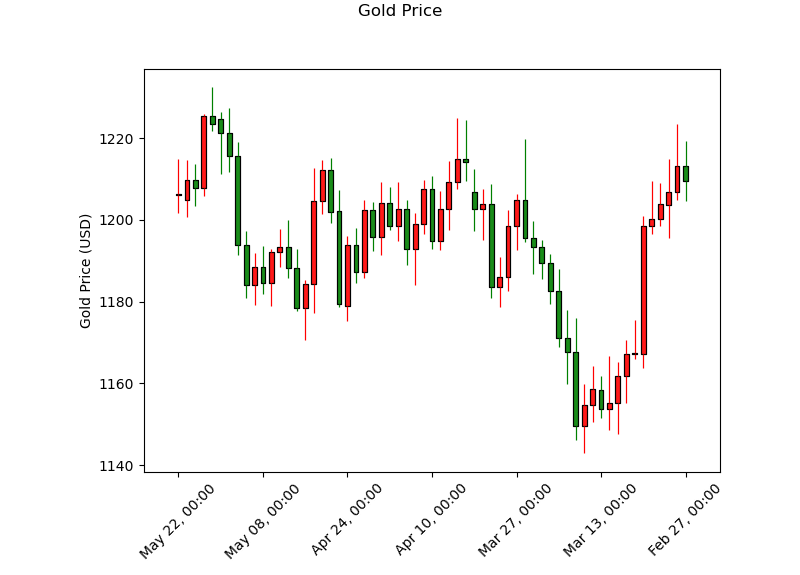 Gold Price
Gold Price (USD)
1220
1200
1180
1160
1140
May 22, 00:00
May 08, 00:00
Apr 24, 00:00
Apr 10, 00:00
Mar 27, 00:00
Mar 13, 00:00
Feb 27, 00:00